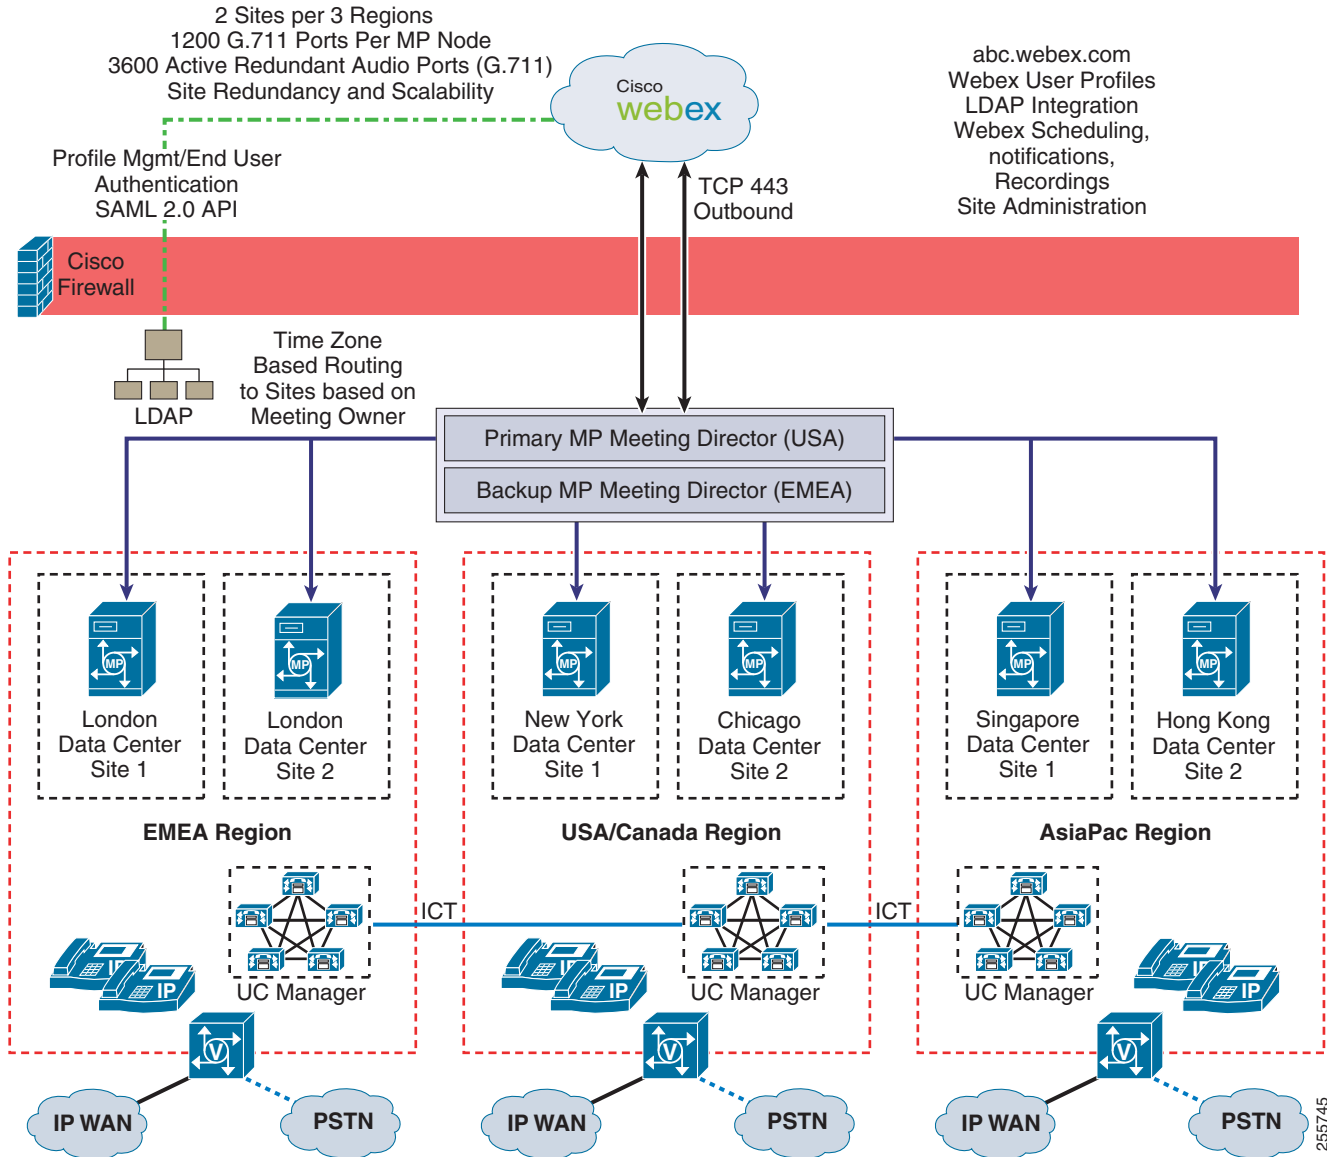 2 Sites per 3 Regions
1200 G.711 Ports Per MP Node
3600 Active Redundant Audio Ports (G.711)
Site Redundancy and Scalability
Cisco
webex
abc.webex.com
Webex User Profiles
LDAP Integration
Webex Scheduling,
notifications,
Recordings
Site Administration
Profile Mgmt/End User
Authentication
SAML 2.0 API
TCP 443
Outbound
Cisco
Firewall
LDAP
Time Zone
Based Routing
to Sites based on
Meeting Owner
Primary MP Meeting Director (USA)
Backup MP Meeting Director (EMEA)
MP
MP
MP
MP
MP
MP
London
Data Center
Site 1
London
Data Center
Site 2
New York
Data Center
Site 1
Chicago
Data Center
Site 2
Singapore
Data Center
Site 1
Hong Kong
Data Center
Site 2
EMEA Region
USA/Canada Region
AsiaPac Region
ICT
ICT
IP
IP
UC Manager
IP
IP
UC Manager
UC Manager
IP
IP
V
V
V
IP WAN
PSTN
IP WAN
PSTN
IP WAN
PSTN
255745